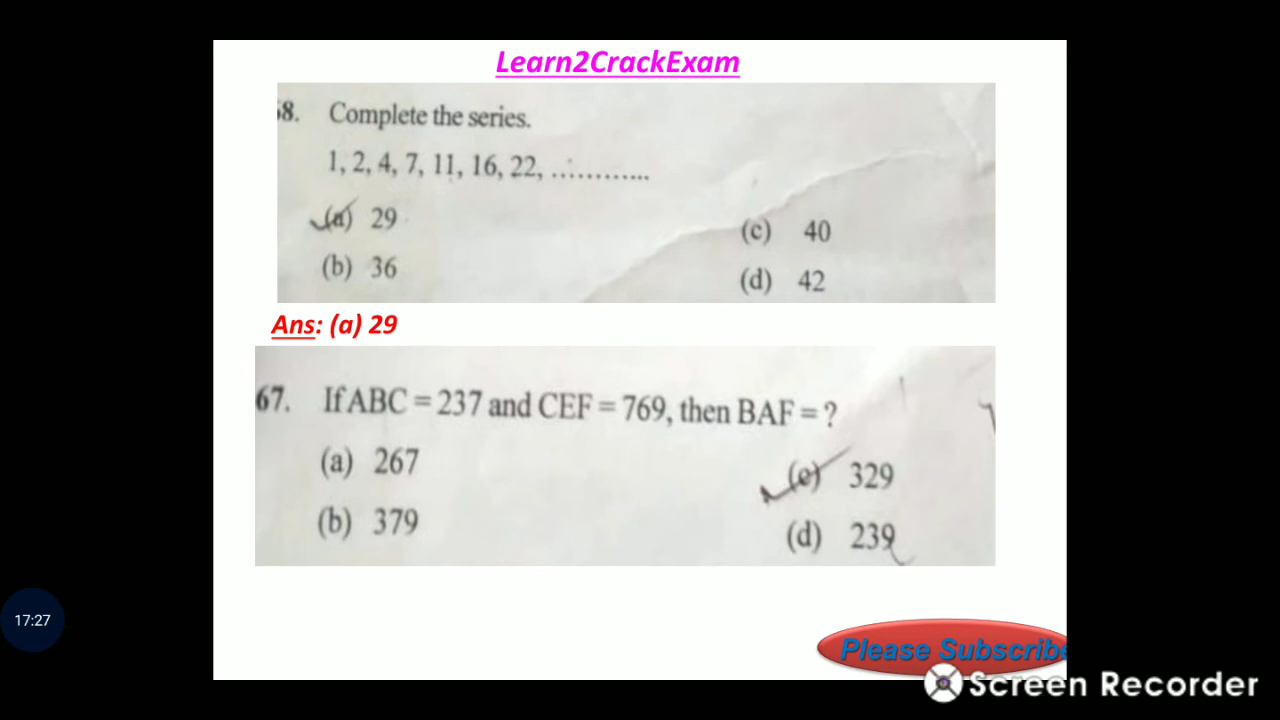 Learn2CrackExam
58. Complete the series.
1, 2, 4, 7, 11, 16, 22, ............
(a) 29
(c) 40
(b) 36
(d) 42
Ans: (a) 29
67. If ABC = 237 and CEF = 769, then BAF = ?
(a) 267
(c) 329
(b) 379
(d) 239
17:27
Please Subscribe
Screen Recorder